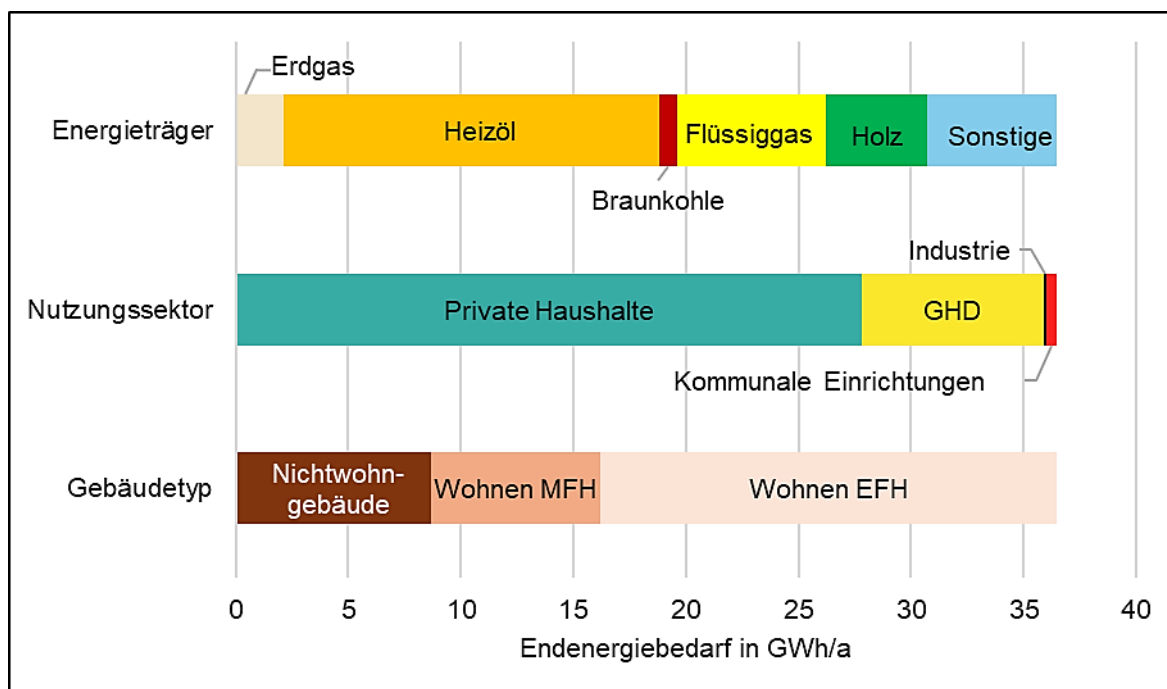 Erdgas
Energieträger
Heizöl
Flüssiggas
Holz
Sonstige
Braunkohle
Industrie
Nutzungssektor
Private Haushalte
GHD
Kommunale Einrichtungen
Gebäudetyp
Nichtwohn-
gebäude
Wohnen MFH
Wohnen EFH
0 5 10 15 20 25 30 35 40
Endenergiebedarf in GWh/a